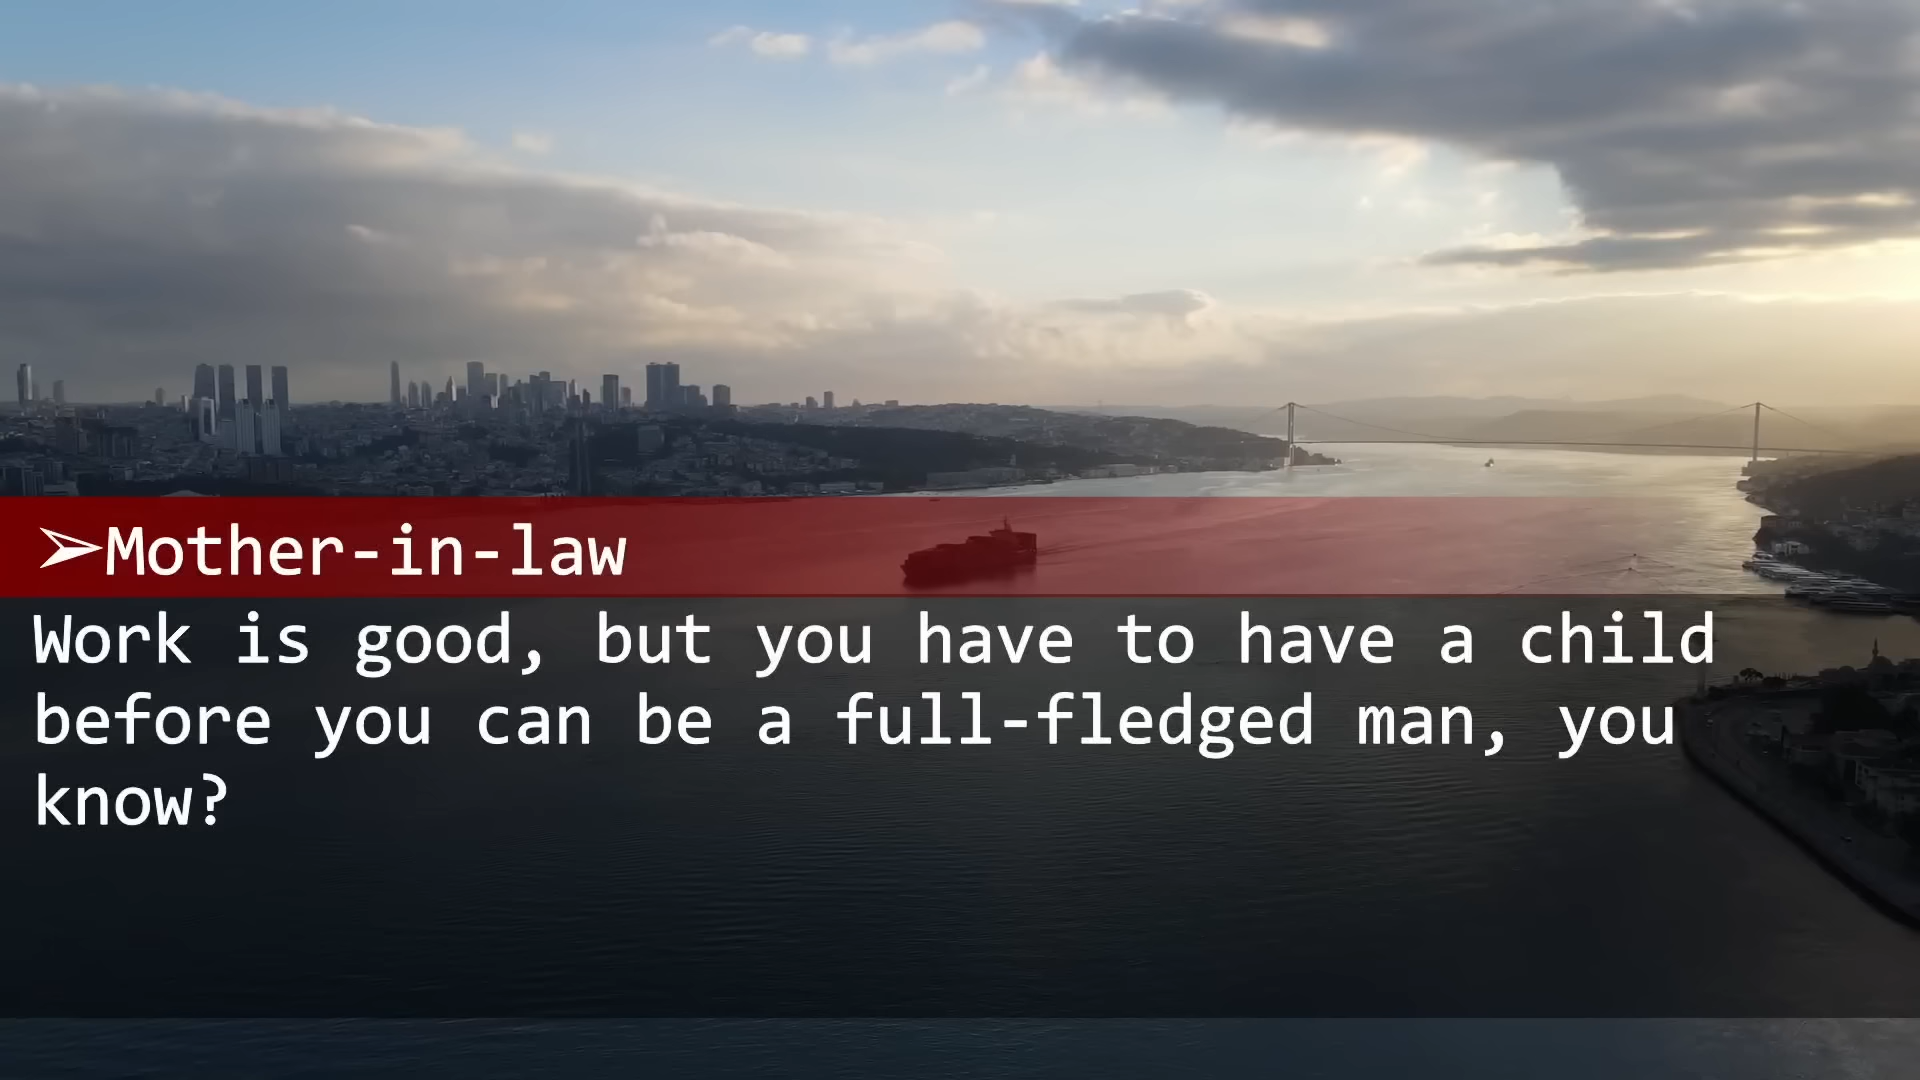 ➢Mother-in-law
Work is good, but you have to have a child
before you can be a full-fledged man, you
know?